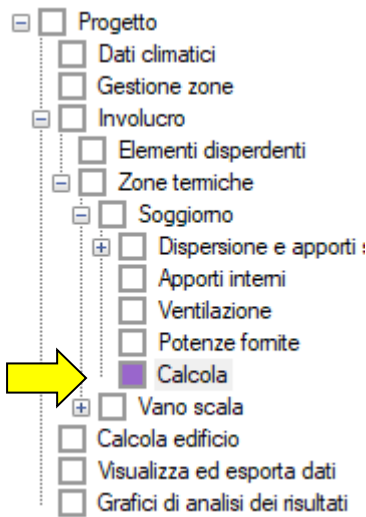 Progetto
Dati climatici
Gestione zone
Involucro
Elementi disperdenti
Zone termiche
Soggiorno
Dispersione e apporti s
Apporti interni
Ventilazione
Potenze fornite
Calcola
Vano scala
Calcola edificio
Visualizza ed esporta dati
Grafici di analisi dei risultati